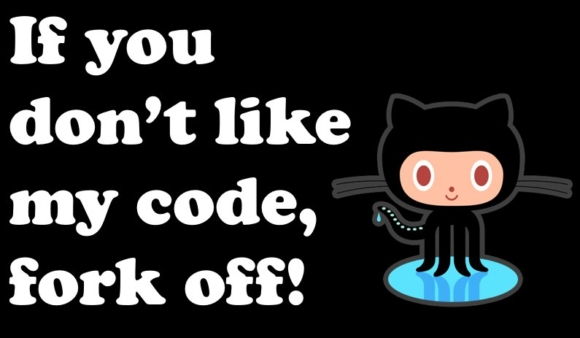 If you
don’t like
my code,
fork off!